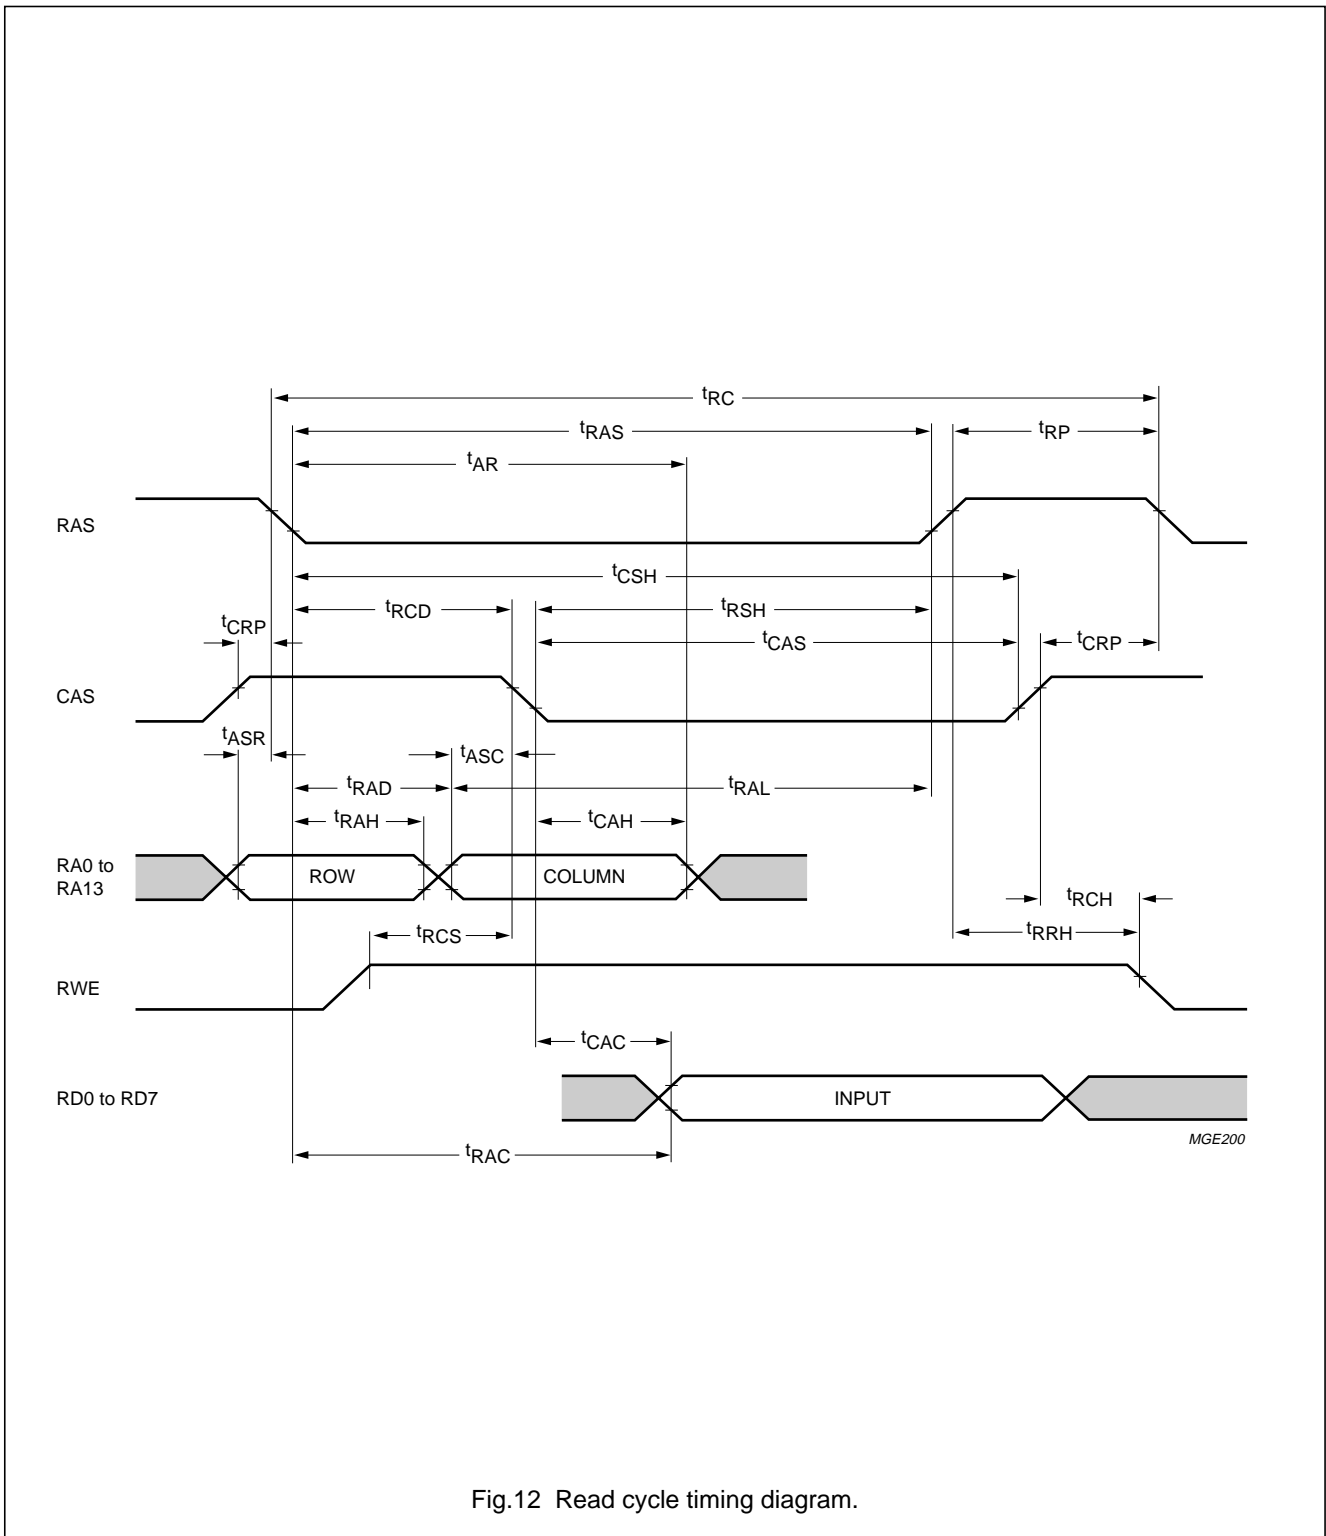 tRC
tRAS
tRP
tAR
RAS
tCSH
tRCD
tRSH
tCRP
tCAS
tCRP
CAS
tASR
tASC
tRAD
tRAL
tRAH
tCAH
RA0 to
RA13
ROW
COLUMN
tRCH
tRCS
tRRH
RWE
tCAC
RD0 to RD7
INPUT
MGE200
tRAC
Fig.12 Read cycle timing diagram.